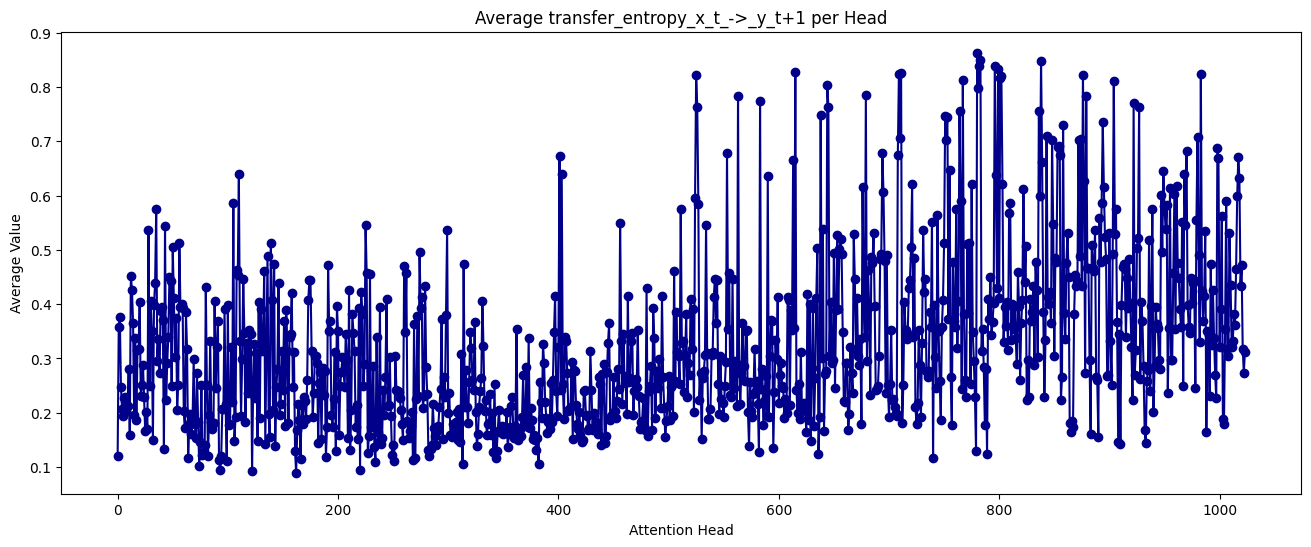 Average transfer_entropy_x_t_->_y_t+1 per Head
0.9
0.8
0.7
0.6
0.5
0.4
0.3
0.2
0.1
Average Value
0 200 400 600 800 1000
Attention Head